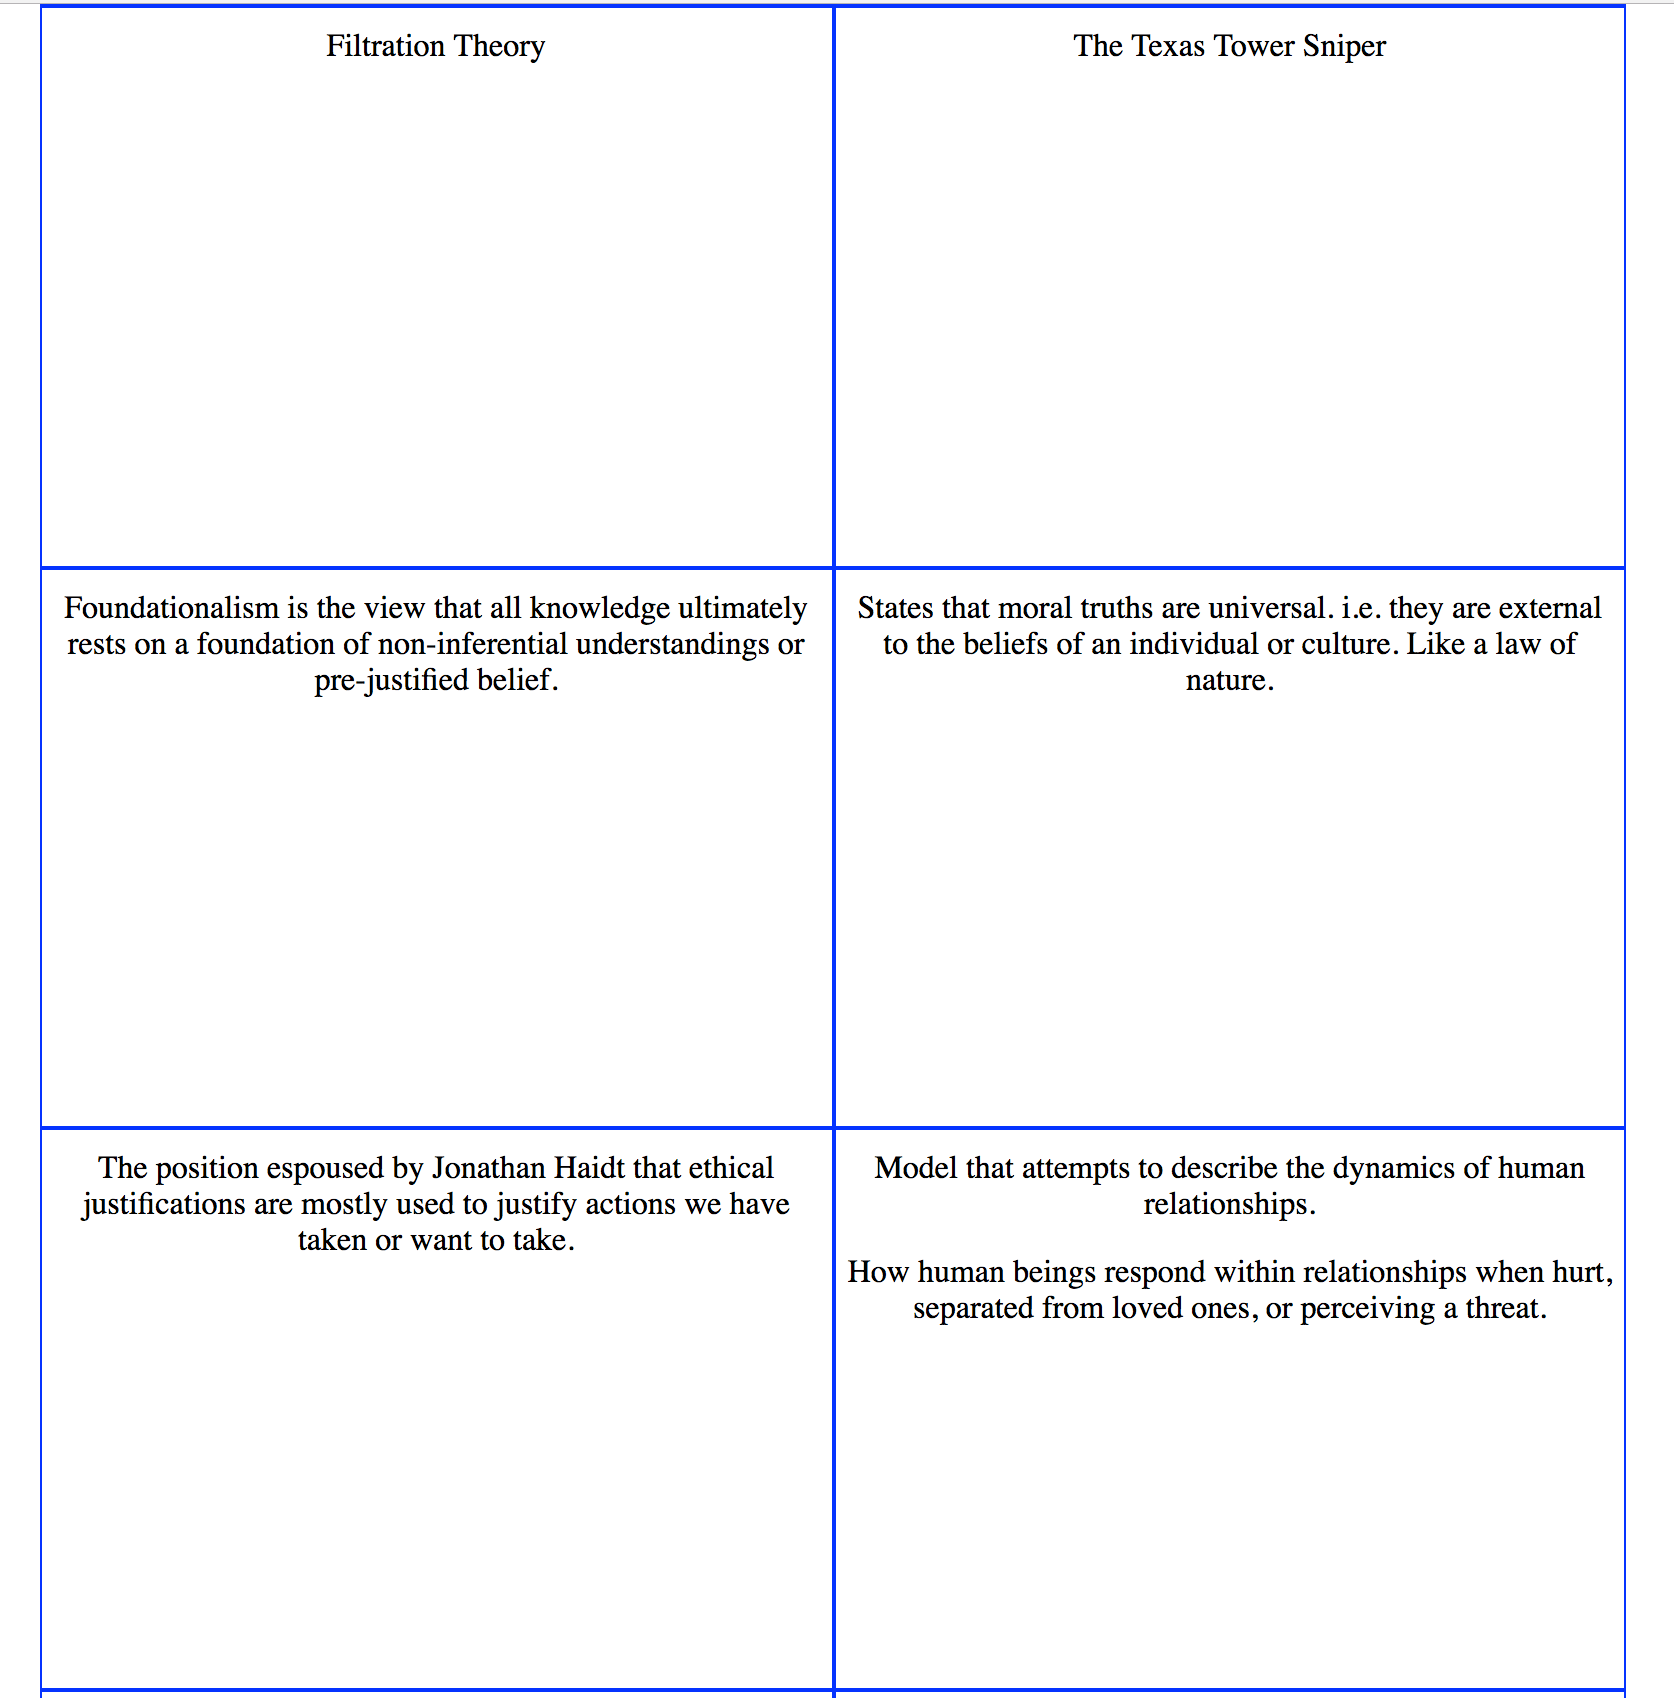 Filtration Theory
The Texas Tower Sniper
Foundationalism is the view that all knowledge ultimately
rests on a foundation of non-inferential understandings or
pre-justified belief.
States that moral truths are universal. i.e. they are external
to the beliefs of an individual or culture. Like a law of
nature.
The position espoused by Jonathan Haidt that ethical
justifications are mostly used to justify actions we have
taken or want to take.
Model that attempts to describe the dynamics of human
relationships.
How human beings respond within relationships when hurt,
separated from loved ones, or perceiving a threat.